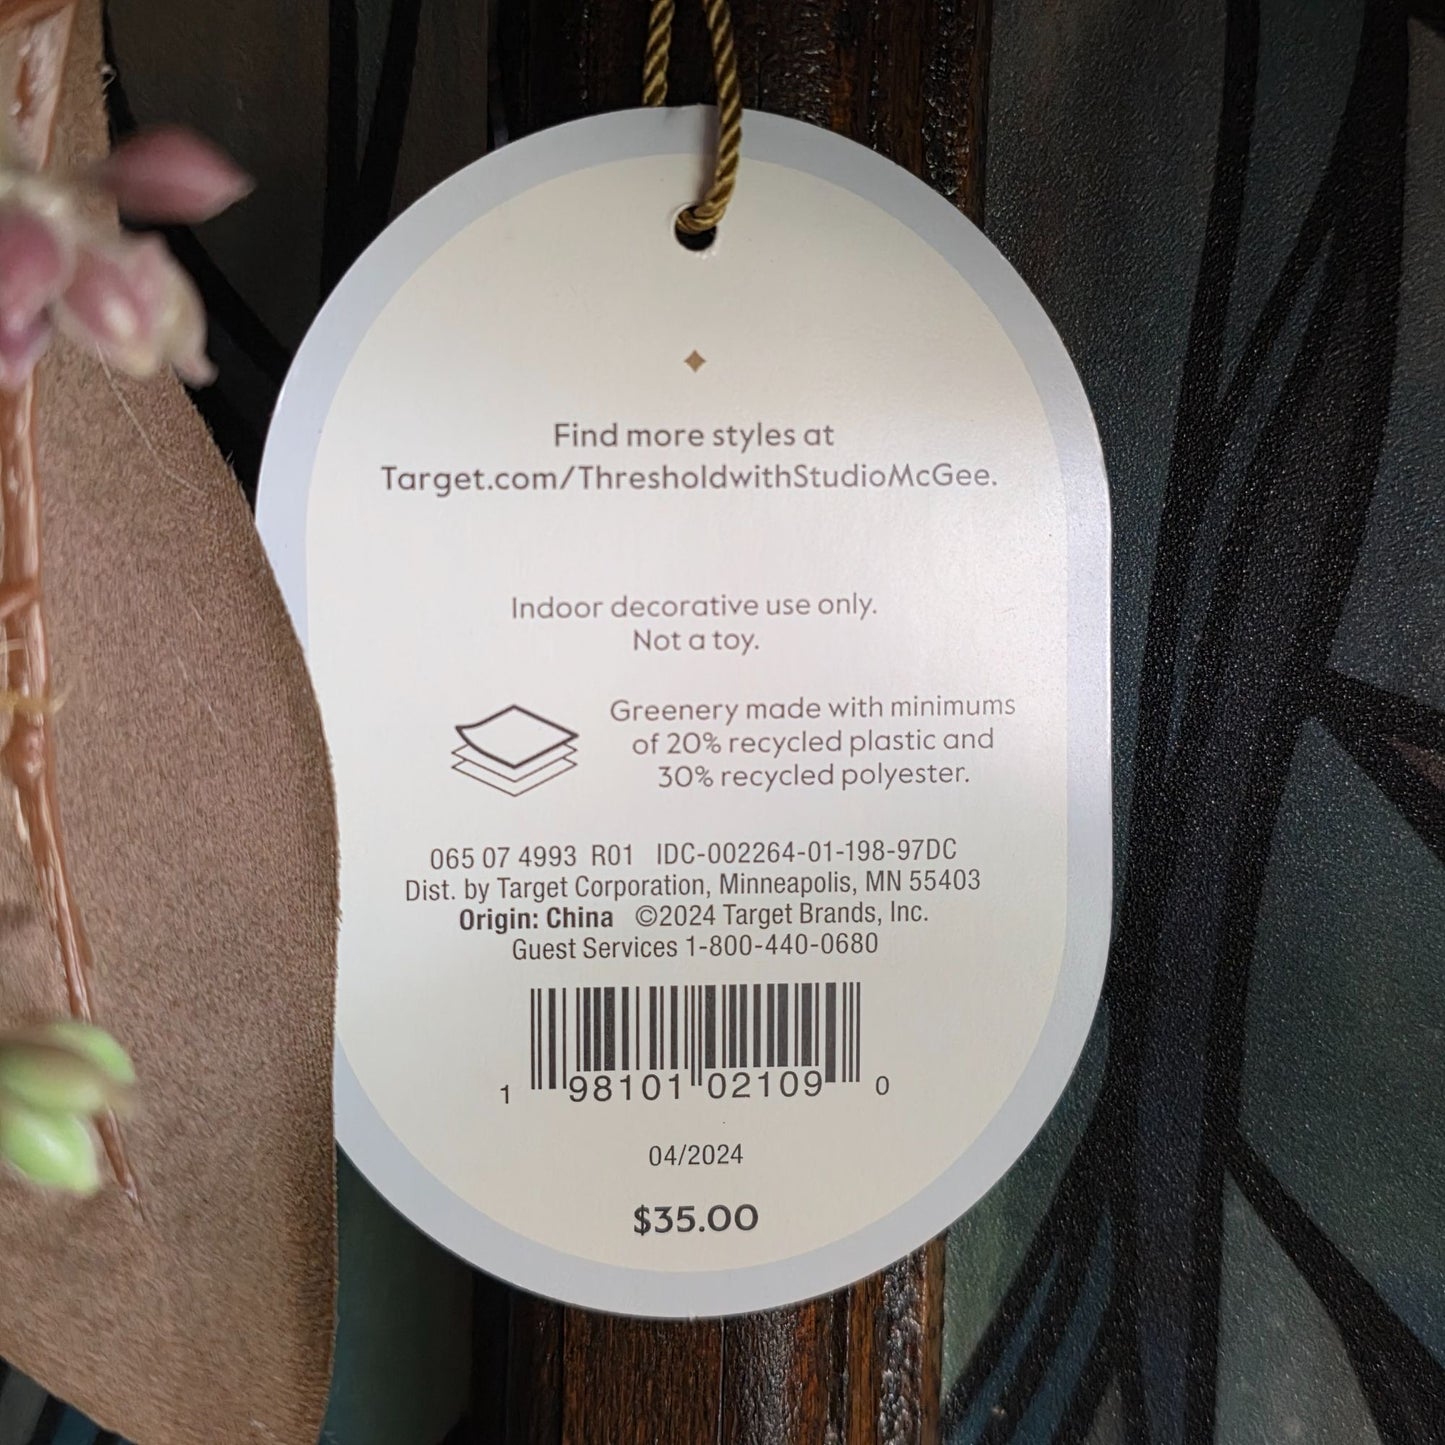 Find more styles at
Target.com/ThresholdwithStudioMcGee.
Indoor decorative use only.
Not a toy.
Greenery made with minimums
of 20% recycled plastic and
30% recycled polyester.
065 07 4993 R01 IDC-002264-01-198-97DC
Dist. by Target Corporation, Minneapolis, MN 55403
Origin: China ©2024 Target Brands, Inc.
Guest Services 1-800-440-0680
1 98101 02109 0
04/2024
$35.00